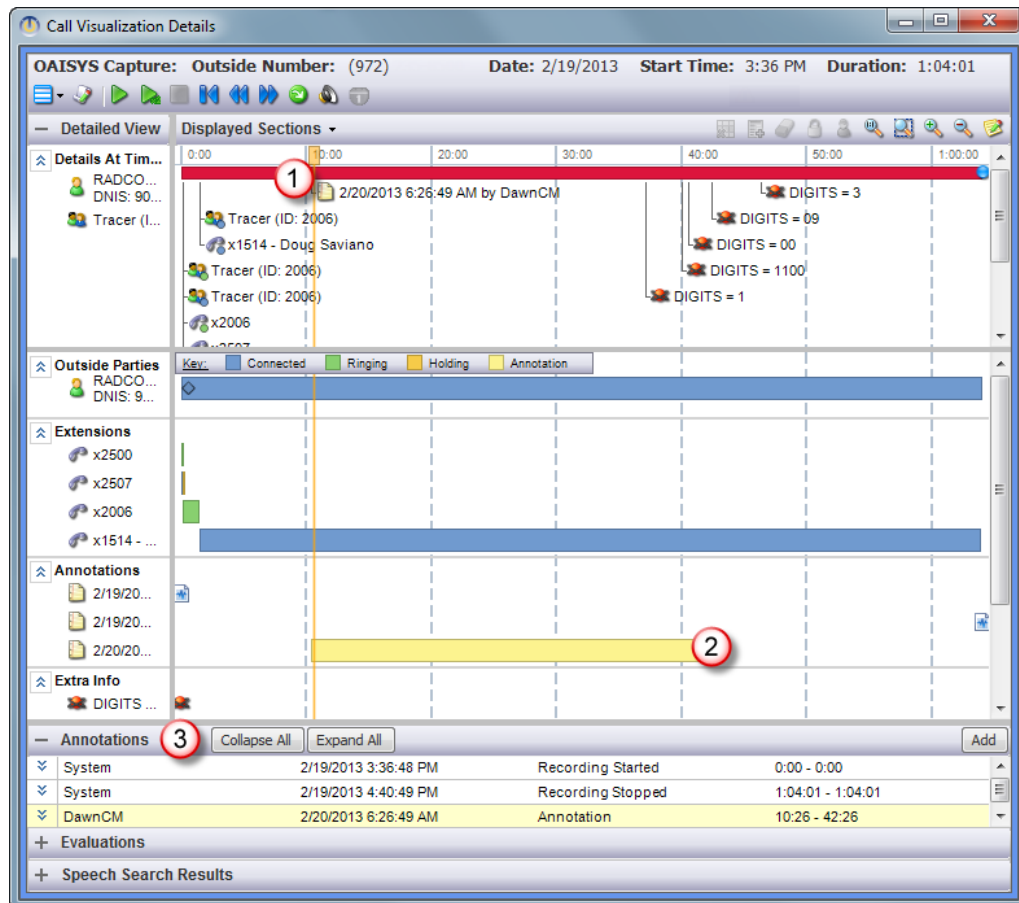 Call Visualization Details
OAISYS Capture: Outside Number: (972) Date: 2/19/2013 Start Time: 3:36 PM Duration: 1:04:01
Detailed View Displayed Sections
Details At Tim... 0:00 10:00 20:00 30:00 40:00 50:00 1:00:00
RADCO...
DNIS: 90...
Tracer (I...
1
2/20/2013 6:26:49 AM by DawnCM DIGITS = 3
Tracer (ID: 2006) DIGITS = 09
x1514 - Doug Saviano DIGITS = 00
Tracer (ID: 2006) DIGITS = 1100
Tracer (ID: 2006) DIGITS = 1
x2006
x2507
Outside Parties Key: Connected Ringing Holding Annotation
RADCO...
DNIS: 9...
Extensions
x2500
x2507
x2006
x1514 - ...
Annotations
2/19/20...
2/19/20...
2/20/20... 2
Extra Info
DIGITS ...
Annotations 3 Collapse All Expand All Add
System 2/19/2013 3:36:48 PM Recording Started 0:00 - 0:00
System 2/19/2013 4:40:49 PM Recording Stopped 1:04:01 - 1:04:01
DawnCM 2/20/2013 6:26:49 AM Annotation 10:26 - 42:26
Evaluations
Speech Search Results